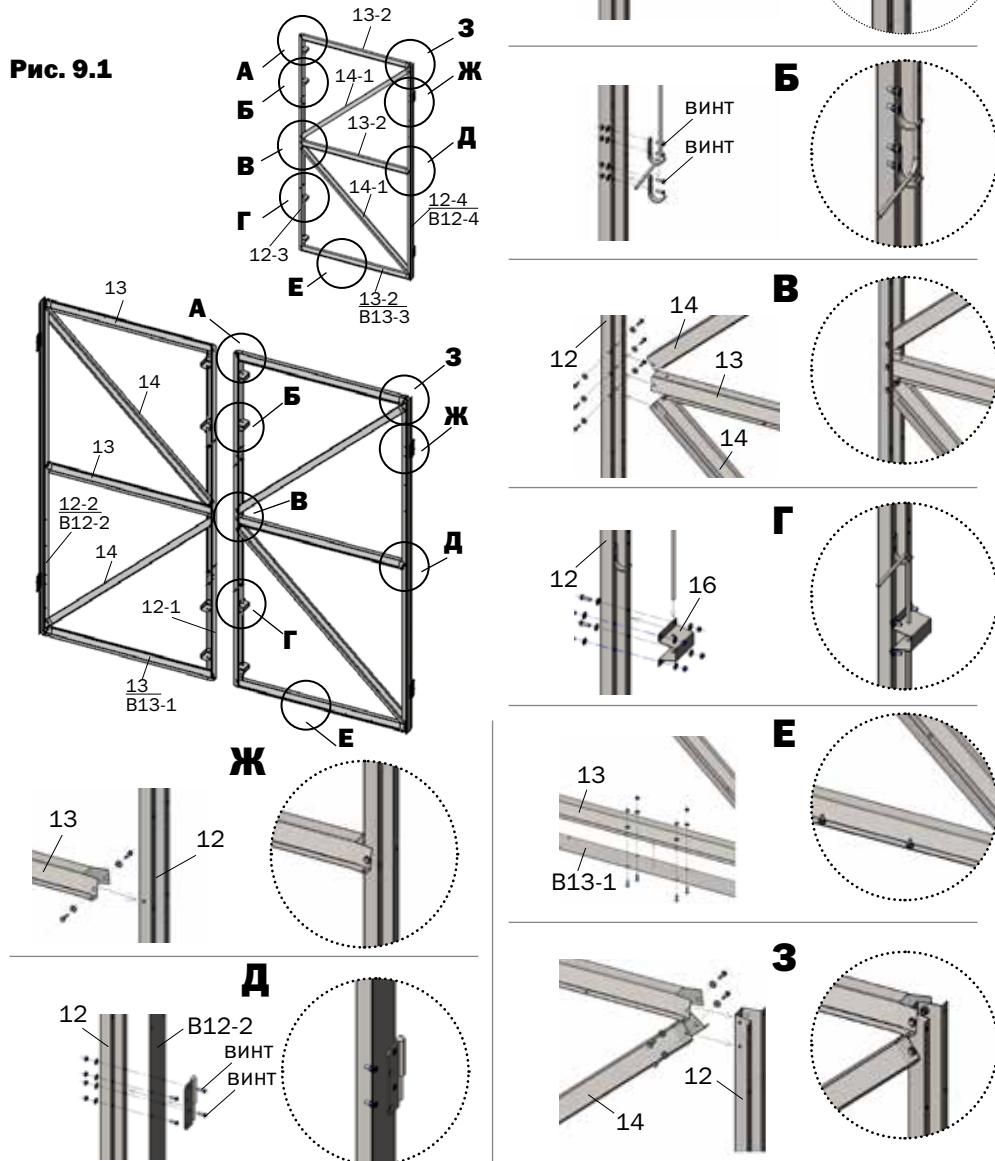 Рис. 9.1
13-2
З
А
14-1
Ж
Б
13-2
Д
В
14-1
12-4
В12-4
Г
12-3
Е
13-2
В13-3
13
А
З
14
Б
Ж
13
12-2
В12-2
В
Д
14
12-1
Г
13
В13-1
Е
Ж
13
12
Д
12
В12-2
винт
винт
Б
винт
винт
В
12
14
13
14
Г
12
16
Е
13
В13-1
З
12
14